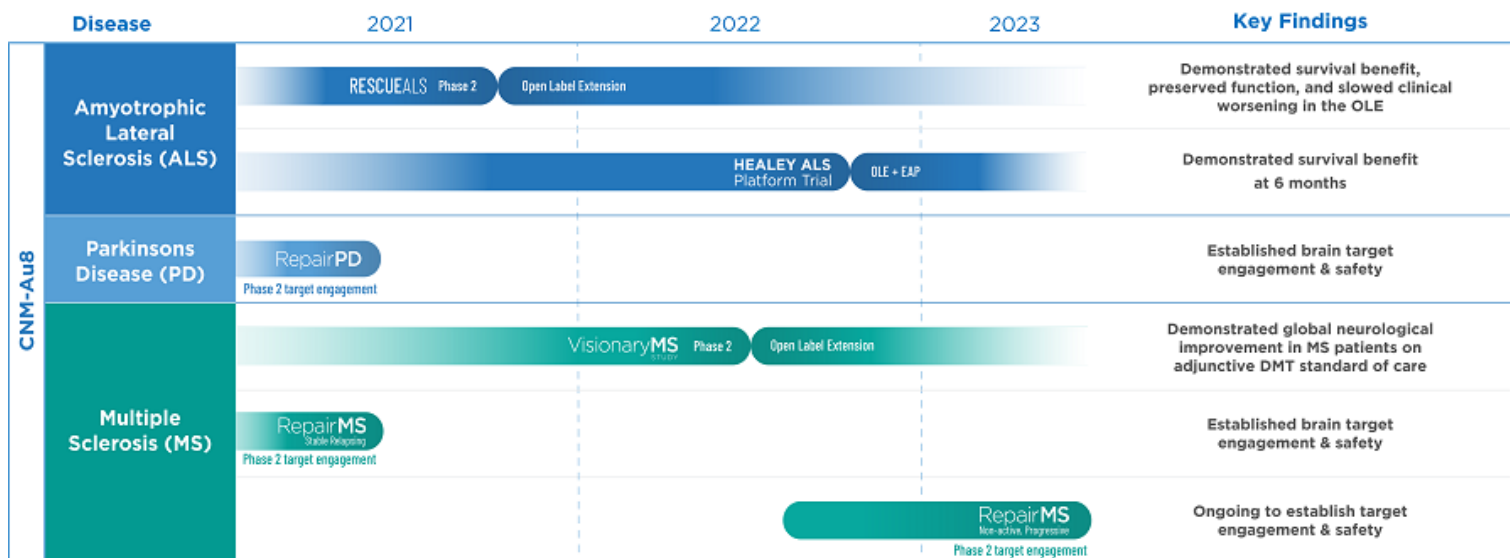 Disease 2021 2022 2023 Key Findings
CNM-Au8
Amyotrophic
Lateral
Sclerosis (ALS)
RESCUEALS Phase 2
Open Label Extension
Demonstrated survival benefit,
preserved function, and slowed clinical
worsening in the OLE
HEALEY ALS
Platform Trial
OLE + EAP
Demonstrated survival benefit
at 6 months
Parkinsons
Disease (PD)
RepairPD
Phase 2 target engagement
Established brain target
engagement & safety
Multiple
Sclerosis (MS)
VisionaryMS Phase 2
STUDY
Open Label Extension
Demonstrated global neurological
improvement in MS patients on
adjunctive DMT standard of care
RepairMS
Stable Relapsing
Phase 2 target engagement
Established brain target
engagement & safety
RepairMS
Non-active, Progressive
Phase 2 target engagement
Ongoing to establish target
engagement & safety